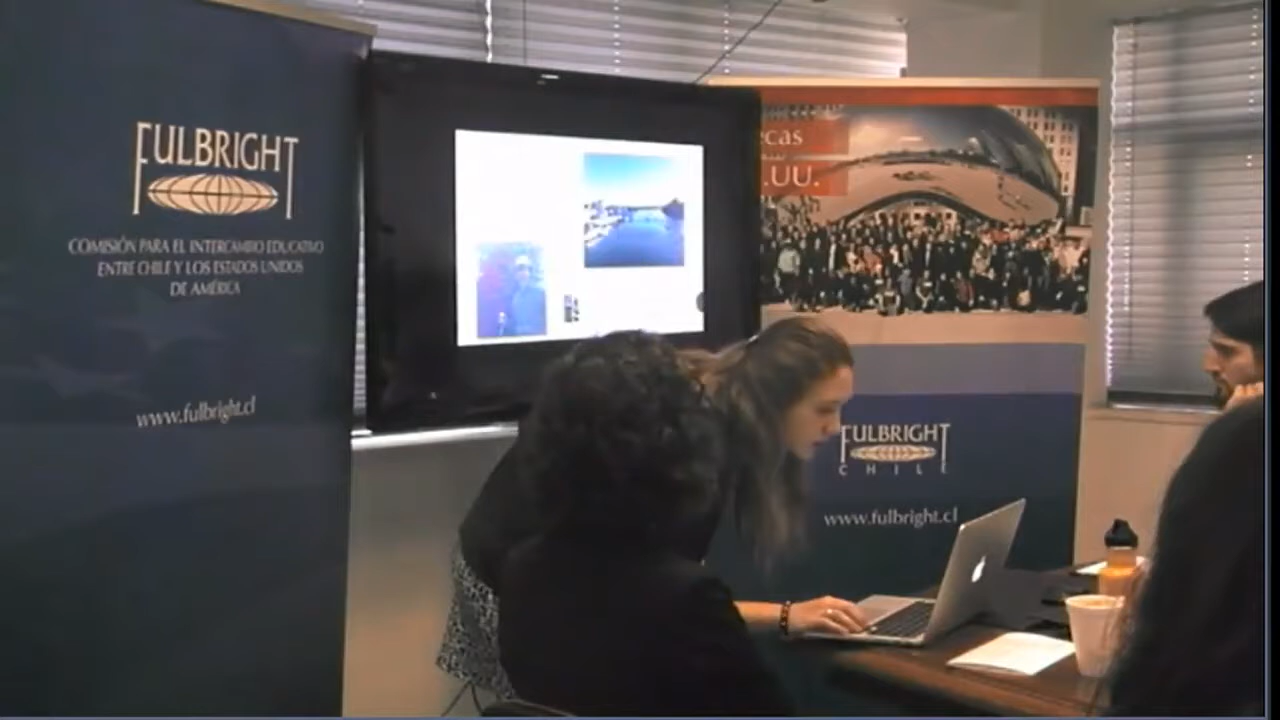 FULBRIGHT
COMISIÓN PARA EL INTERCAMBIO EDUCATIVO
ENTRE CHILE Y LOS ESTADOS UNIDOS
DE AMÉRICA
www.fulbright.cl
ecas
.UU.
FULBRIGHT
CHILE
www.fulbright.cl